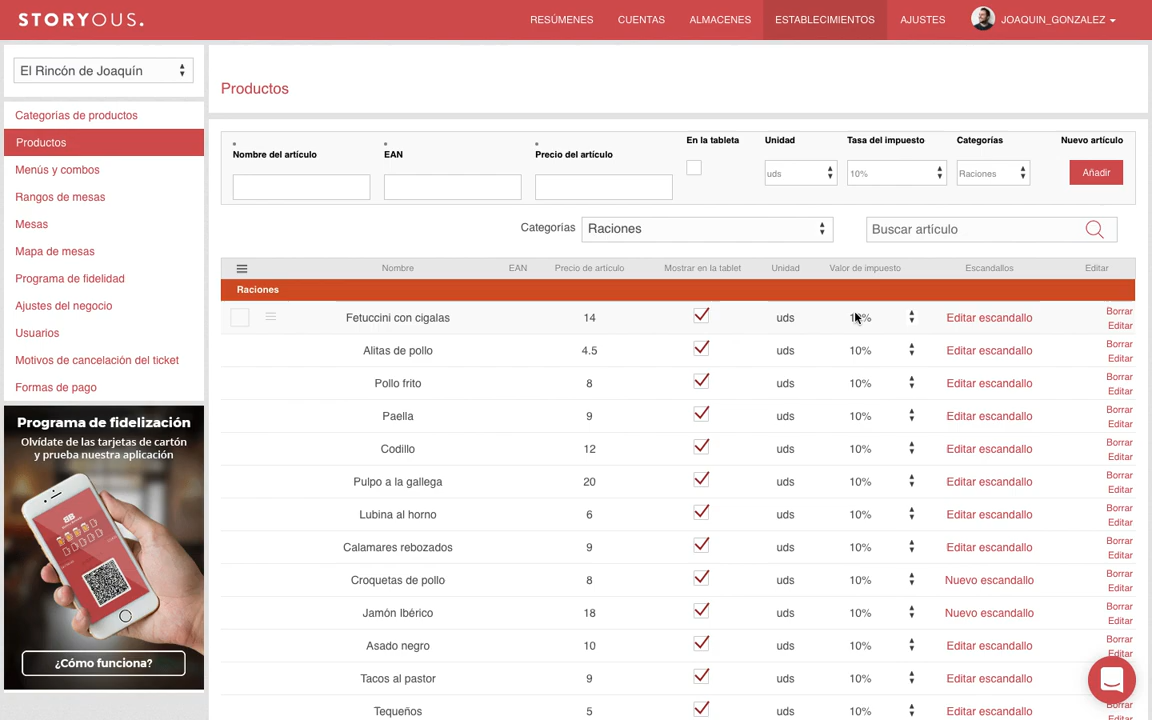 STORYOUS.
RESÚMENES CUENTAS ALMACENES ESTABLECIMIENTOS AJUSTES JOAQUIN_GONZALEZ
El Rincón de Joaquín
Categorías de productos
Productos
Menús y combos
Rangos de mesas
Mesas
Mapa de mesas
Programa de fidelidad
Ajustes del negocio
Usuarios
Motivos de cancelación del ticket
Formas de pago
Programa de fidelización
Olvídate de las tarjetas de cartón
y prueba nuestra aplicación
¿Cómo funciona?
Productos
* Nombre del artículo * EAN * Precio del artículo En la tableta Unidad Tasa del impuesto Categorías Nuevo artículo
uds 10% Raciones Añadir
Categorías Raciones Buscar artículo
Nombre EAN Precio de artículo Mostrar en la tablet Unidad Valor de impuesto Escandallos Editar
Raciones
Fetuccini con cigalas 14 uds Editar escandallo Borrar
Editar
Alitas de pollo 4.5 uds 10% Editar escandallo Borrar
Editar
Pollo frito 8 uds 10% Editar escandallo Borrar
Editar
Paella 9 uds 10% Editar escandallo Borrar
Editar
Codillo 12 uds 10% Editar escandallo Borrar
Editar
Pulpo a la gallega 20 uds 10% Editar escandallo Borrar
Editar
Lubina al horno 6 uds 10% Editar escandallo Borrar
Editar
Calamares rebozados 9 uds 10% Editar escandallo Borrar
Editar
Croquetas de pollo 8 uds 10% Nuevo escandallo Borrar
Editar
Jamón Ibérico 18 uds 10% Nuevo escandallo Borrar
Editar
Asado negro 10 uds 10% Editar escandallo Borrar
Editar
Tacos al pastor 9 uds 10% Editar escandallo
Tequeños 5 uds 10% Editar escandallo Borrar